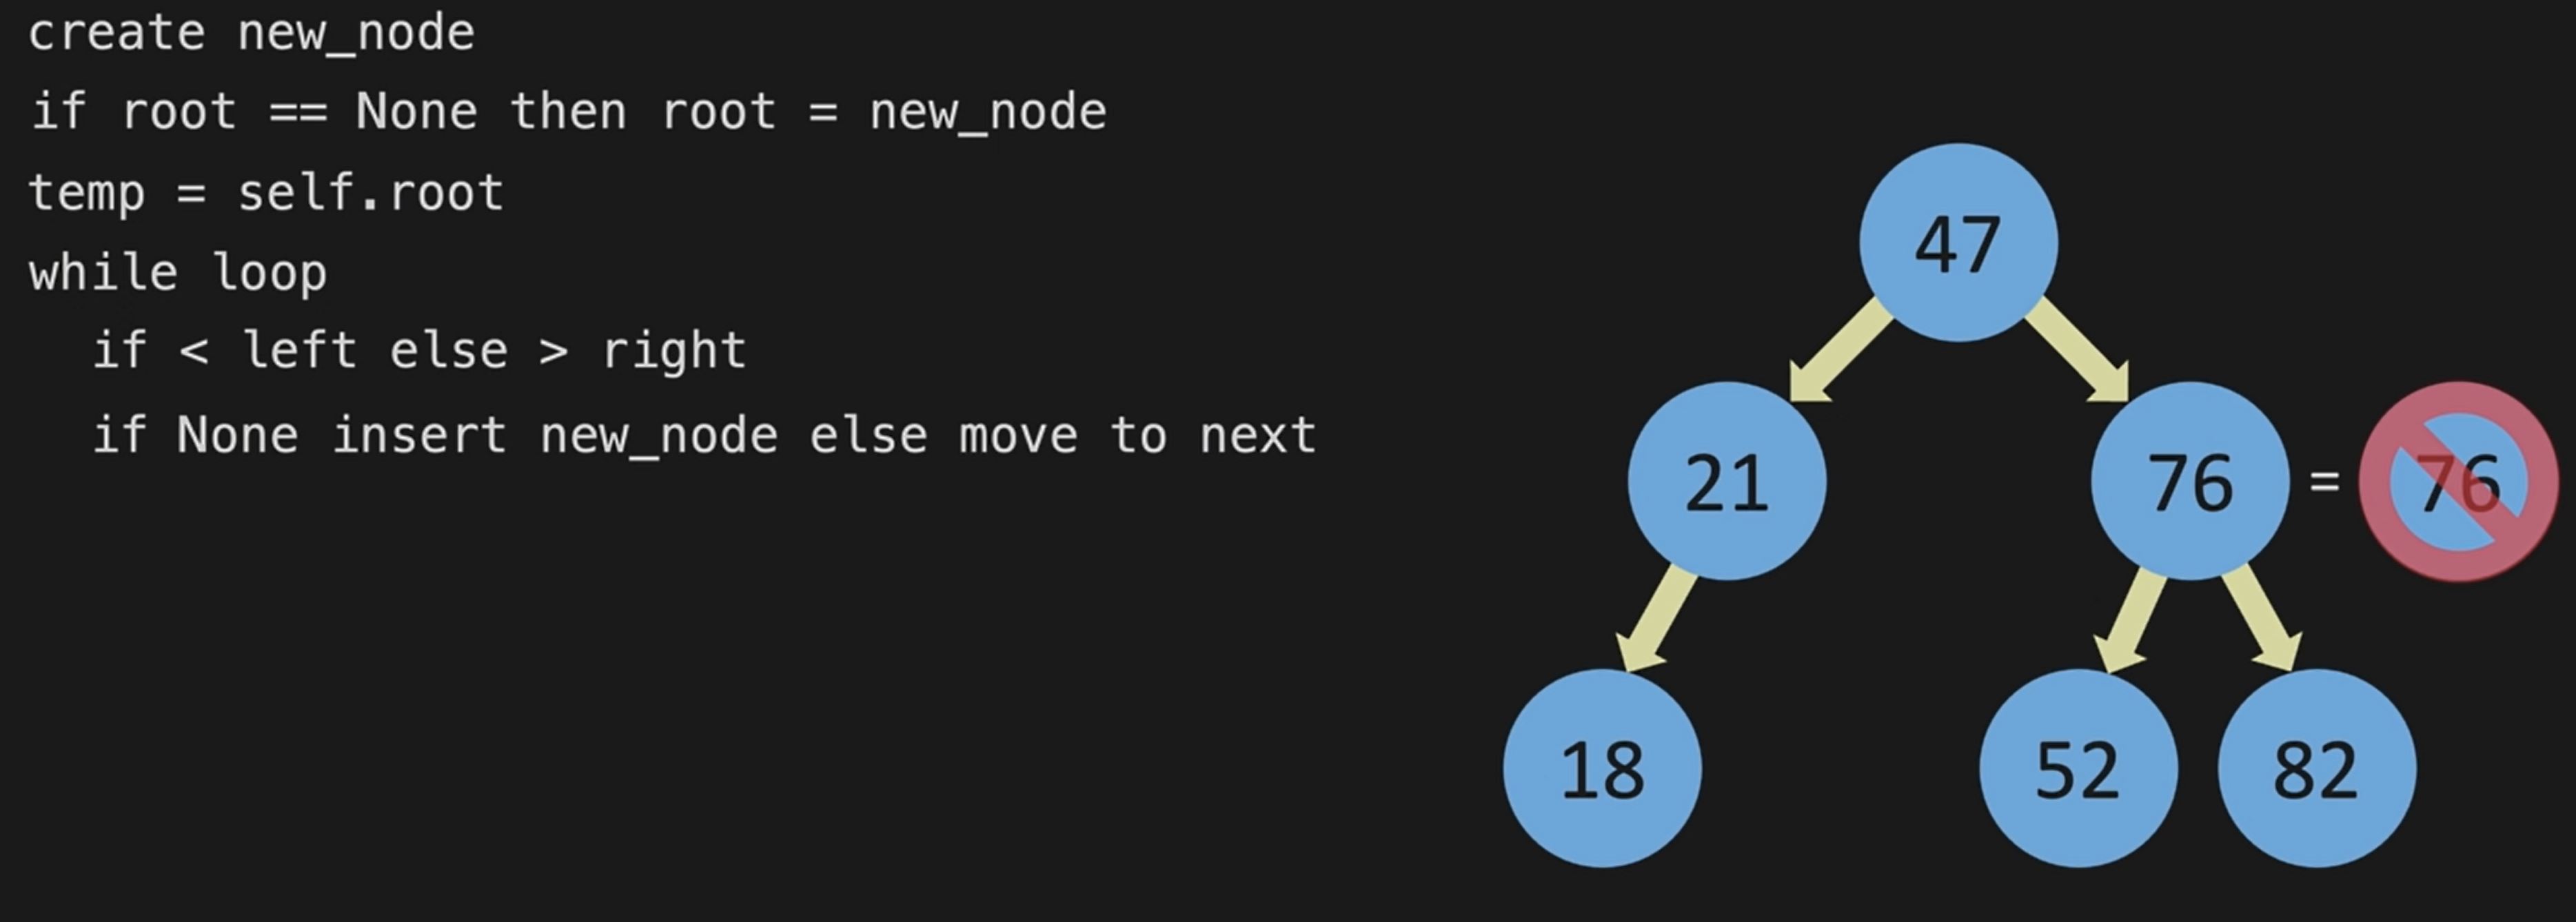 create new_node
if root == None then root = new_node
temp = self.root
while loop
if < left else > right
if None insert new_node else move to next
47
21
76 = 76
18
52
82